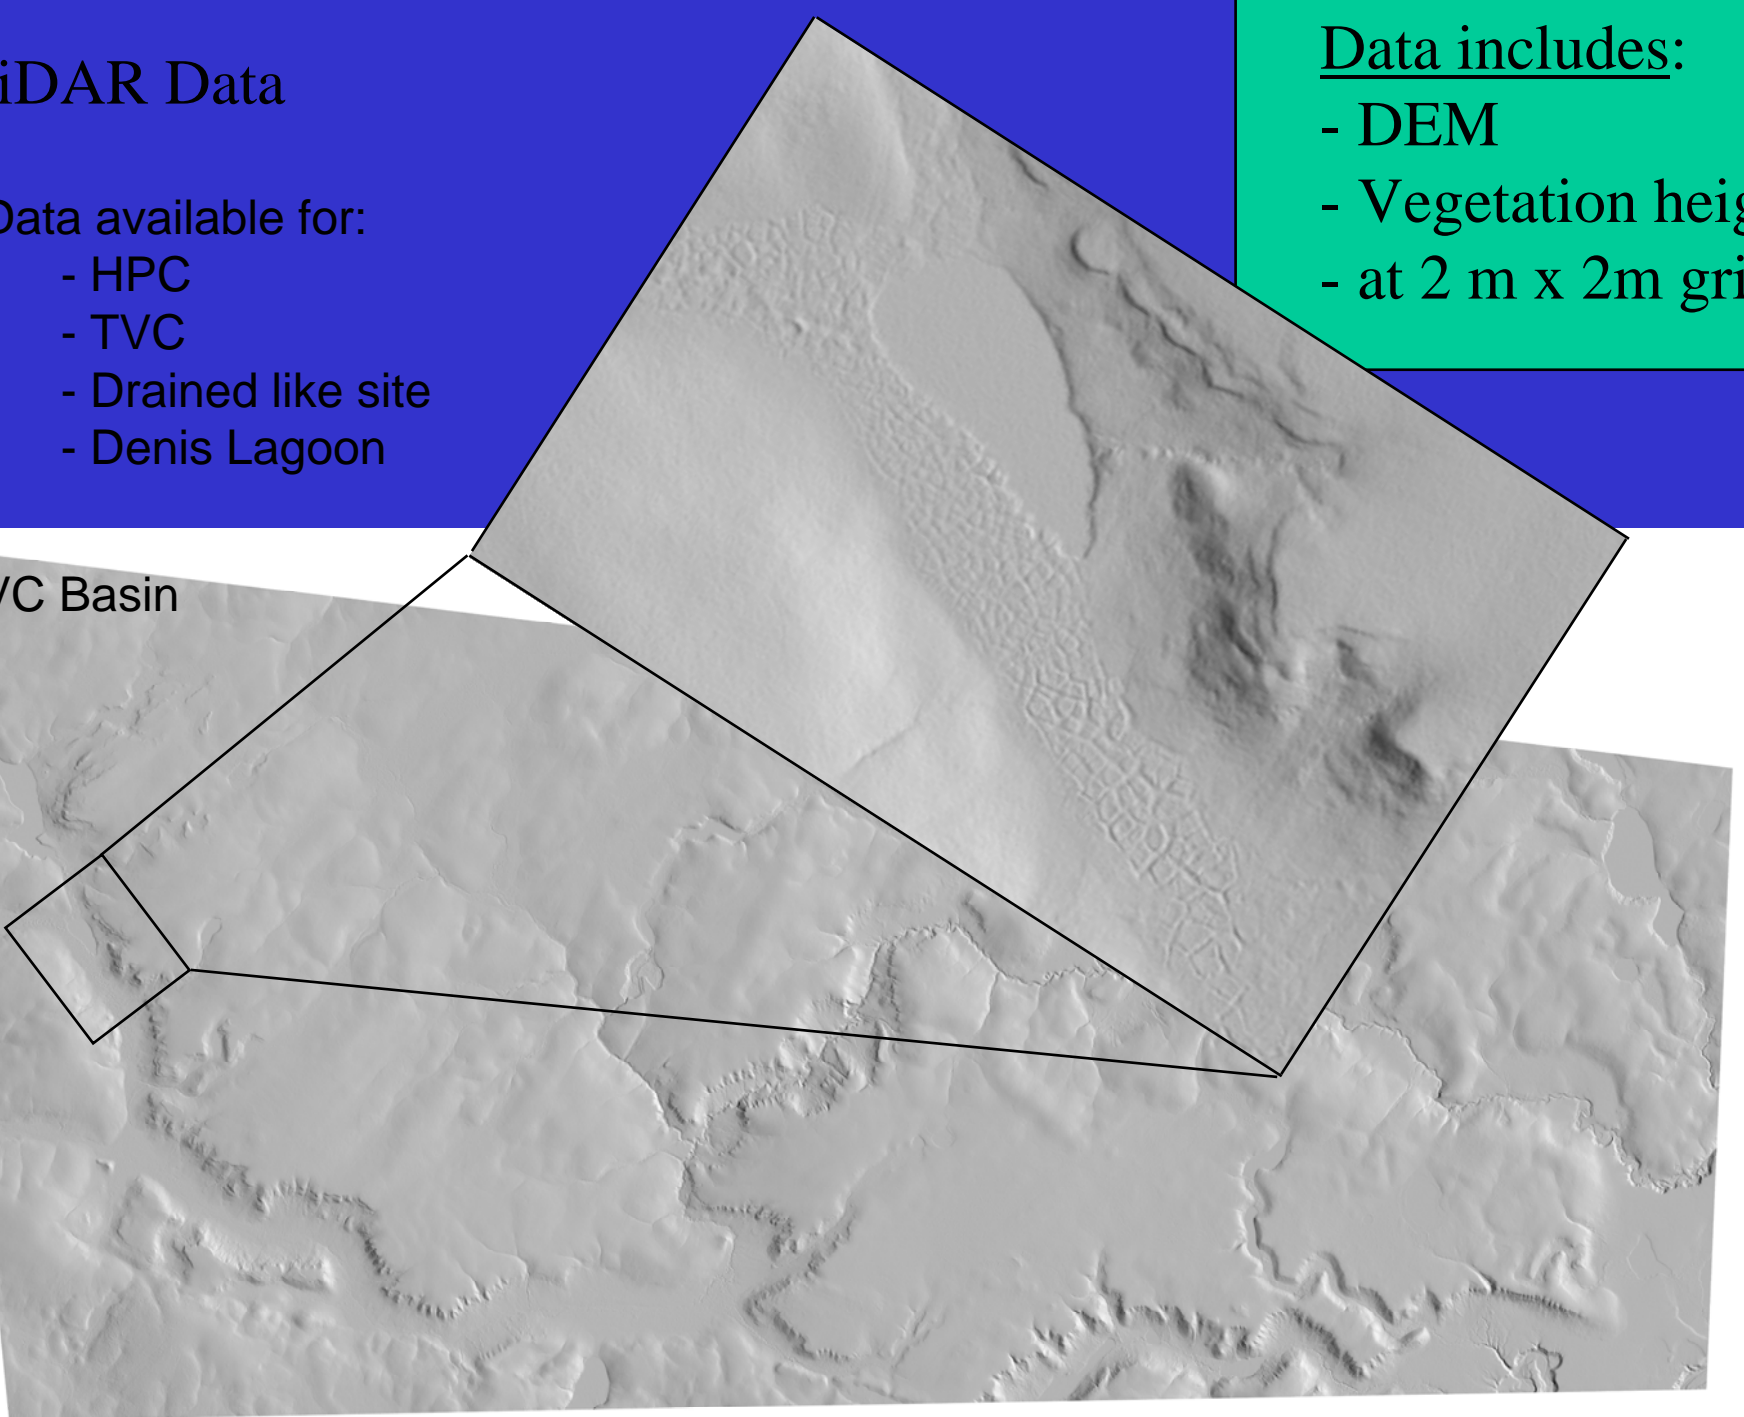 iDAR Data
Data available for:
- HPC
- TVC
- Drained like site
- Denis Lagoon
Data includes:
- DEM
- Vegetation heig
- at 2 m x 2m gri
VC Basin